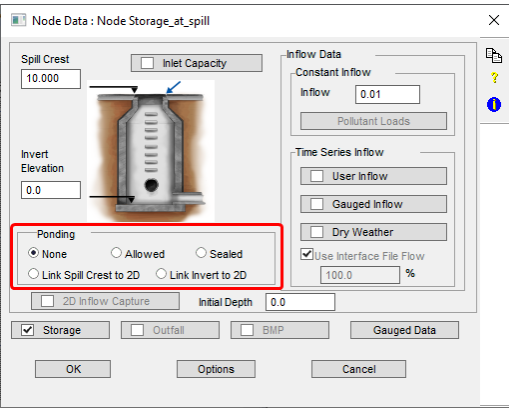 Node Data : Node Storage_at_spill
Spill Crest
10.000
Inlet Capacity
Invert
Elevation
0.0
Ponding
None
Allowed
Sealed
Link Spill Crest to 2D
Link Invert to 2D
2D Inflow Capture
Initial Depth
0.0
Inflow Data
Constant Inflow
Inflow
0.01
Pollutant Loads
Time Series Inflow
User Inflow
Gauged Inflow
Dry Weather
Use Interface File Flow
100.0
%
Storage
Outfall
BMP
Gauged Data
OK
Options
Cancel